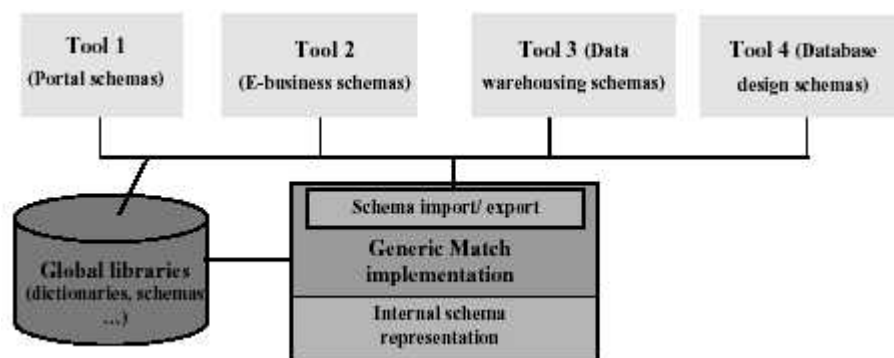 Tool 1
(Portal schemas)
Tool 2
(E-business schemas)
Tool 3 (Data
warehousing schemas)
Tool 4 (Database
design schemas)
Schema import/ export
Generic Match
implementation
Internal schema
representation
Global libraries
(dictionaries, schemas
…)